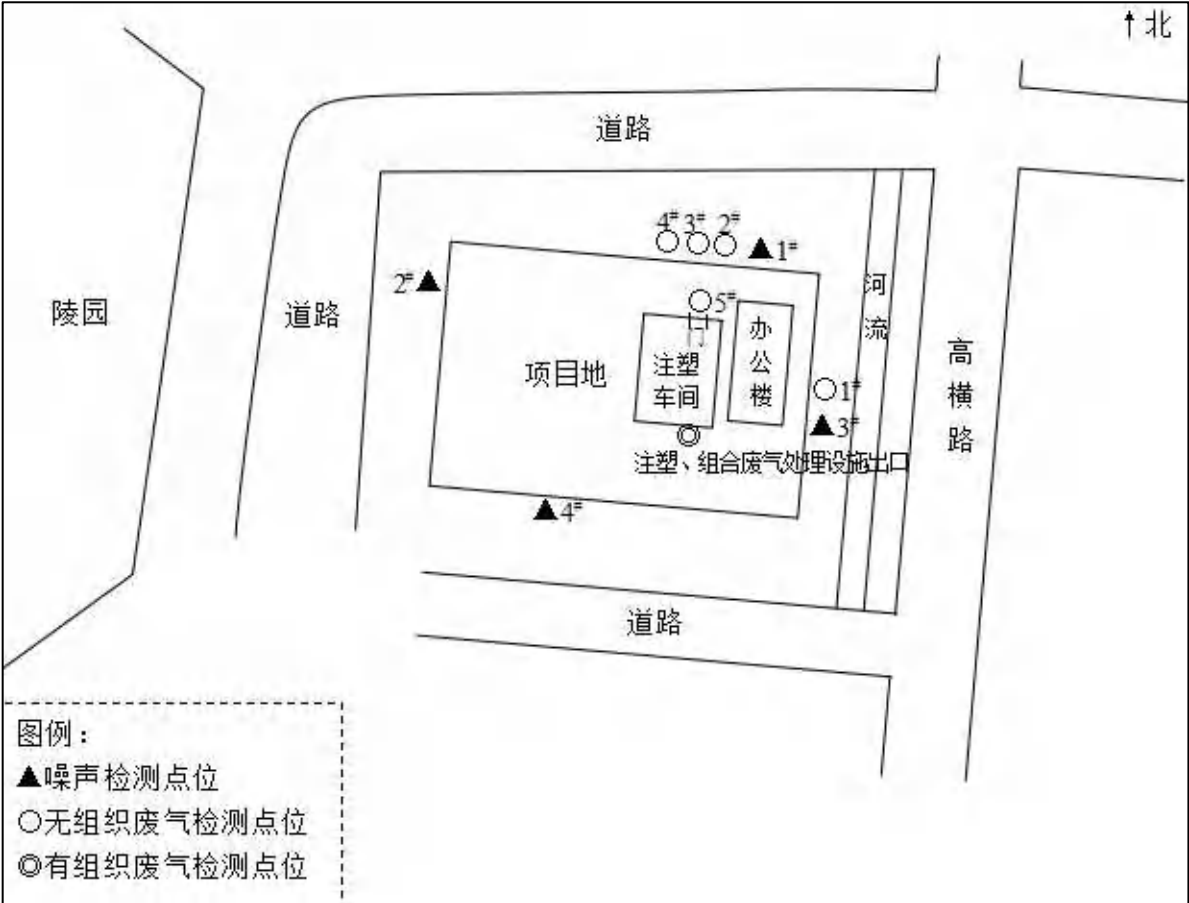 ↑北
道路
4# 3# 2#
▲1#
2#▲
陵园
道路
5#
门
河流
办公楼
注塑
车间
项目地
高横路
1#
▲3#
注塑、组合废气处理设施出口
▲4#
道路
图例：
▲噪声检测点位
○无组织废气检测点位
◎有组织废气检测点位